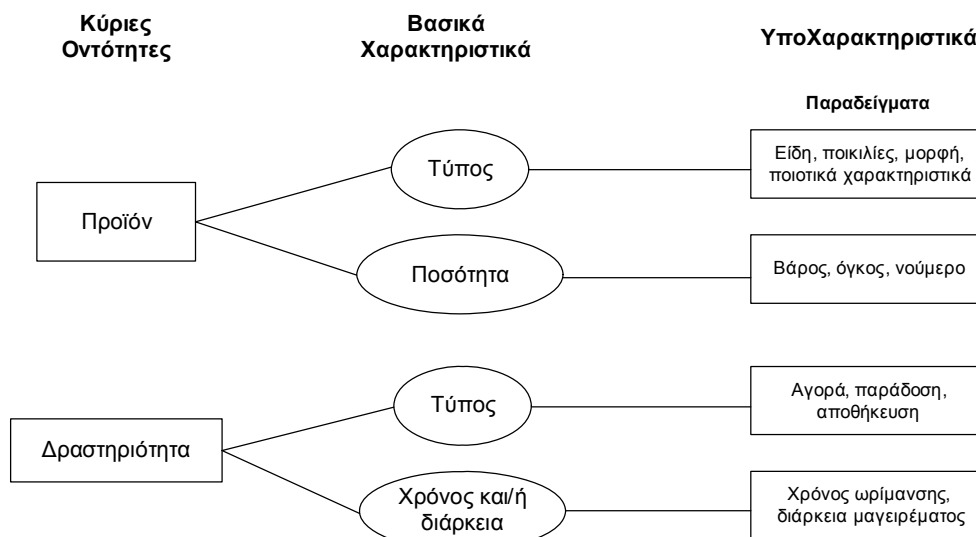 Κύριες
Οντότητες
Βασικά
Χαρακτηριστικά
ΥποΧαρακτηριστικά
Παραδείγματα
Προϊόν
Τύπος
Είδη, ποικιλίες, μορφή,
ποιοτικά χαρακτηριστικά
Ποσότητα
Βάρος, όγκος, νούμερο
Δραστηριότητα
Τύπος
Αγορά, παράδοση,
αποθήκευση
Χρόνος και/ή
διάρκεια
Χρόνος ωρίμανσης,
διάρκεια μαγειρέματος